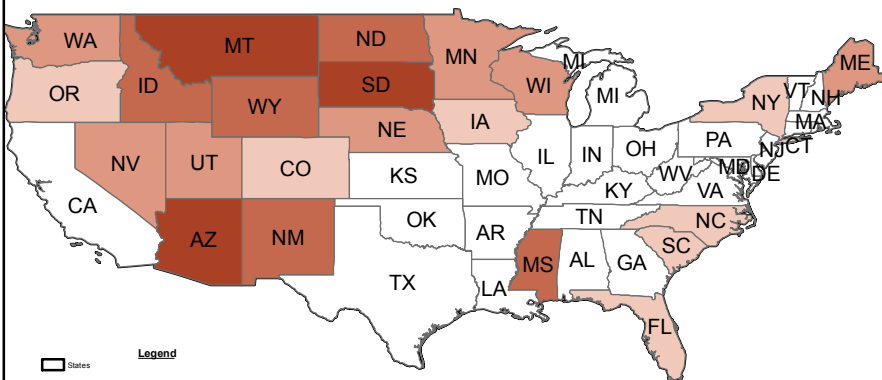 WA
MT
ND
MN
MI
ME
OR
ID
WY
SD
WI
MI
NY
VT
NH
MA
NV
UT
CO
NE
IA
IL
IN
OH
PA
NJ
CT
CA
KS
MO
KY
WV
MD
DE
VA
AZ
NM
OK
AR
TN
NC
SC
TX
LA
MS
AL
GA
FL
Legend
States